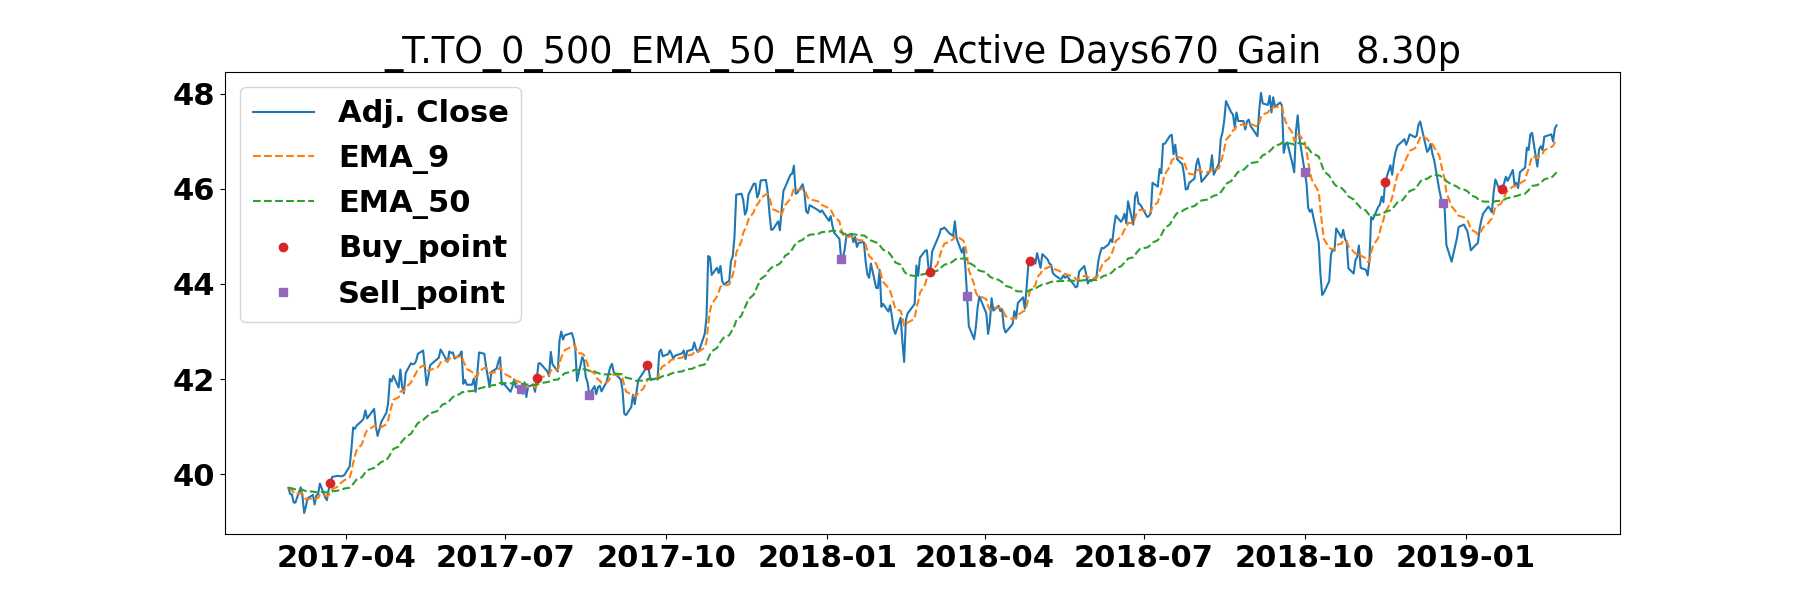 _T.TO_0_500_EMA_50_EMA_9_Active Days670_Gain   8.30p
48
46
44
42
40
Adj. Close
EMA_9
EMA_50
Buy_point
Sell_point
2017-04 2017-07 2017-10 2018-01 2018-04 2018-07 2018-10 2019-01